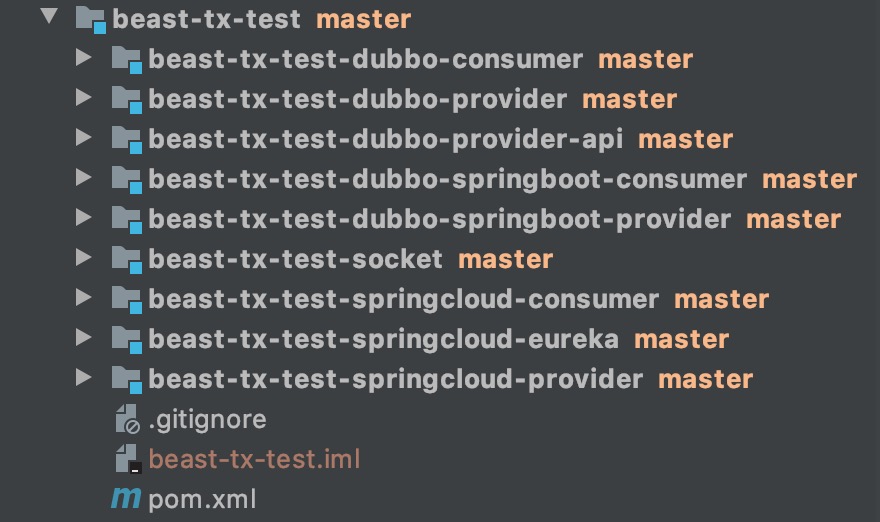 beast-tx-test master
beast-tx-test-dubbo-consumer master
beast-tx-test-dubbo-provider master
beast-tx-test-dubbo-provider-api master
beast-tx-test-dubbo-springboot-consumer master
beast-tx-test-dubbo-springboot-provider master
beast-tx-test-socket master
beast-tx-test-springcloud-consumer master
beast-tx-test-springcloud-eureka master
beast-tx-test-springcloud-provider master
.gitignore
beast-tx-test.iml
m pom.xml